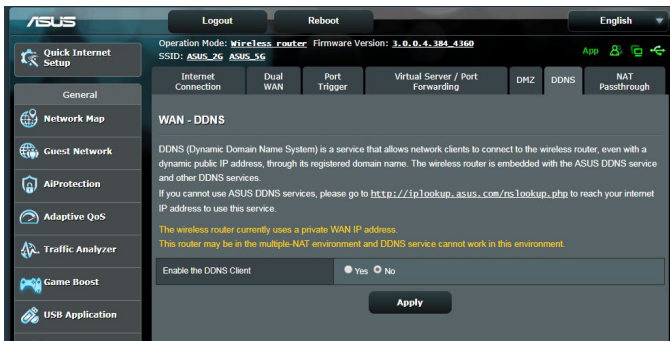 ASUS
Logout
Reboot
English
Quick Internet
Setup
General
Network Map
Guest Network
AiProtection
Adaptive QoS
Traffic Analyzer
Game Boost
USB Application
Operation Mode: Wireless router Firmware Version: 3.0.0.4.384_4360
SSID: ASUS_2G ASUS_5G
App
Internet
Connection
Dual
WAN
Port
Trigger
Virtual Server / Port
Forwarding
DMZ
DDNS
NAT
Passthrough
WAN - DDNS
DDNS (Dynamic Domain Name System) is a service that allows network clients to connect to the wireless router, even with a
dynamic public IP address, through its registered domain name. The wireless router is embedded with the ASUS DDNS service
and other DDNS services.
If you cannot use ASUS DDNS services, please go to http://iplookup.asus.com/nslookup.php to reach your internet
IP address to use this service.
The wireless router currently uses a private WAN IP address.
This router may be in the multiple-NAT environment and DDNS service cannot work in this environment.
Enable the DDNS Client
Yes No
Apply